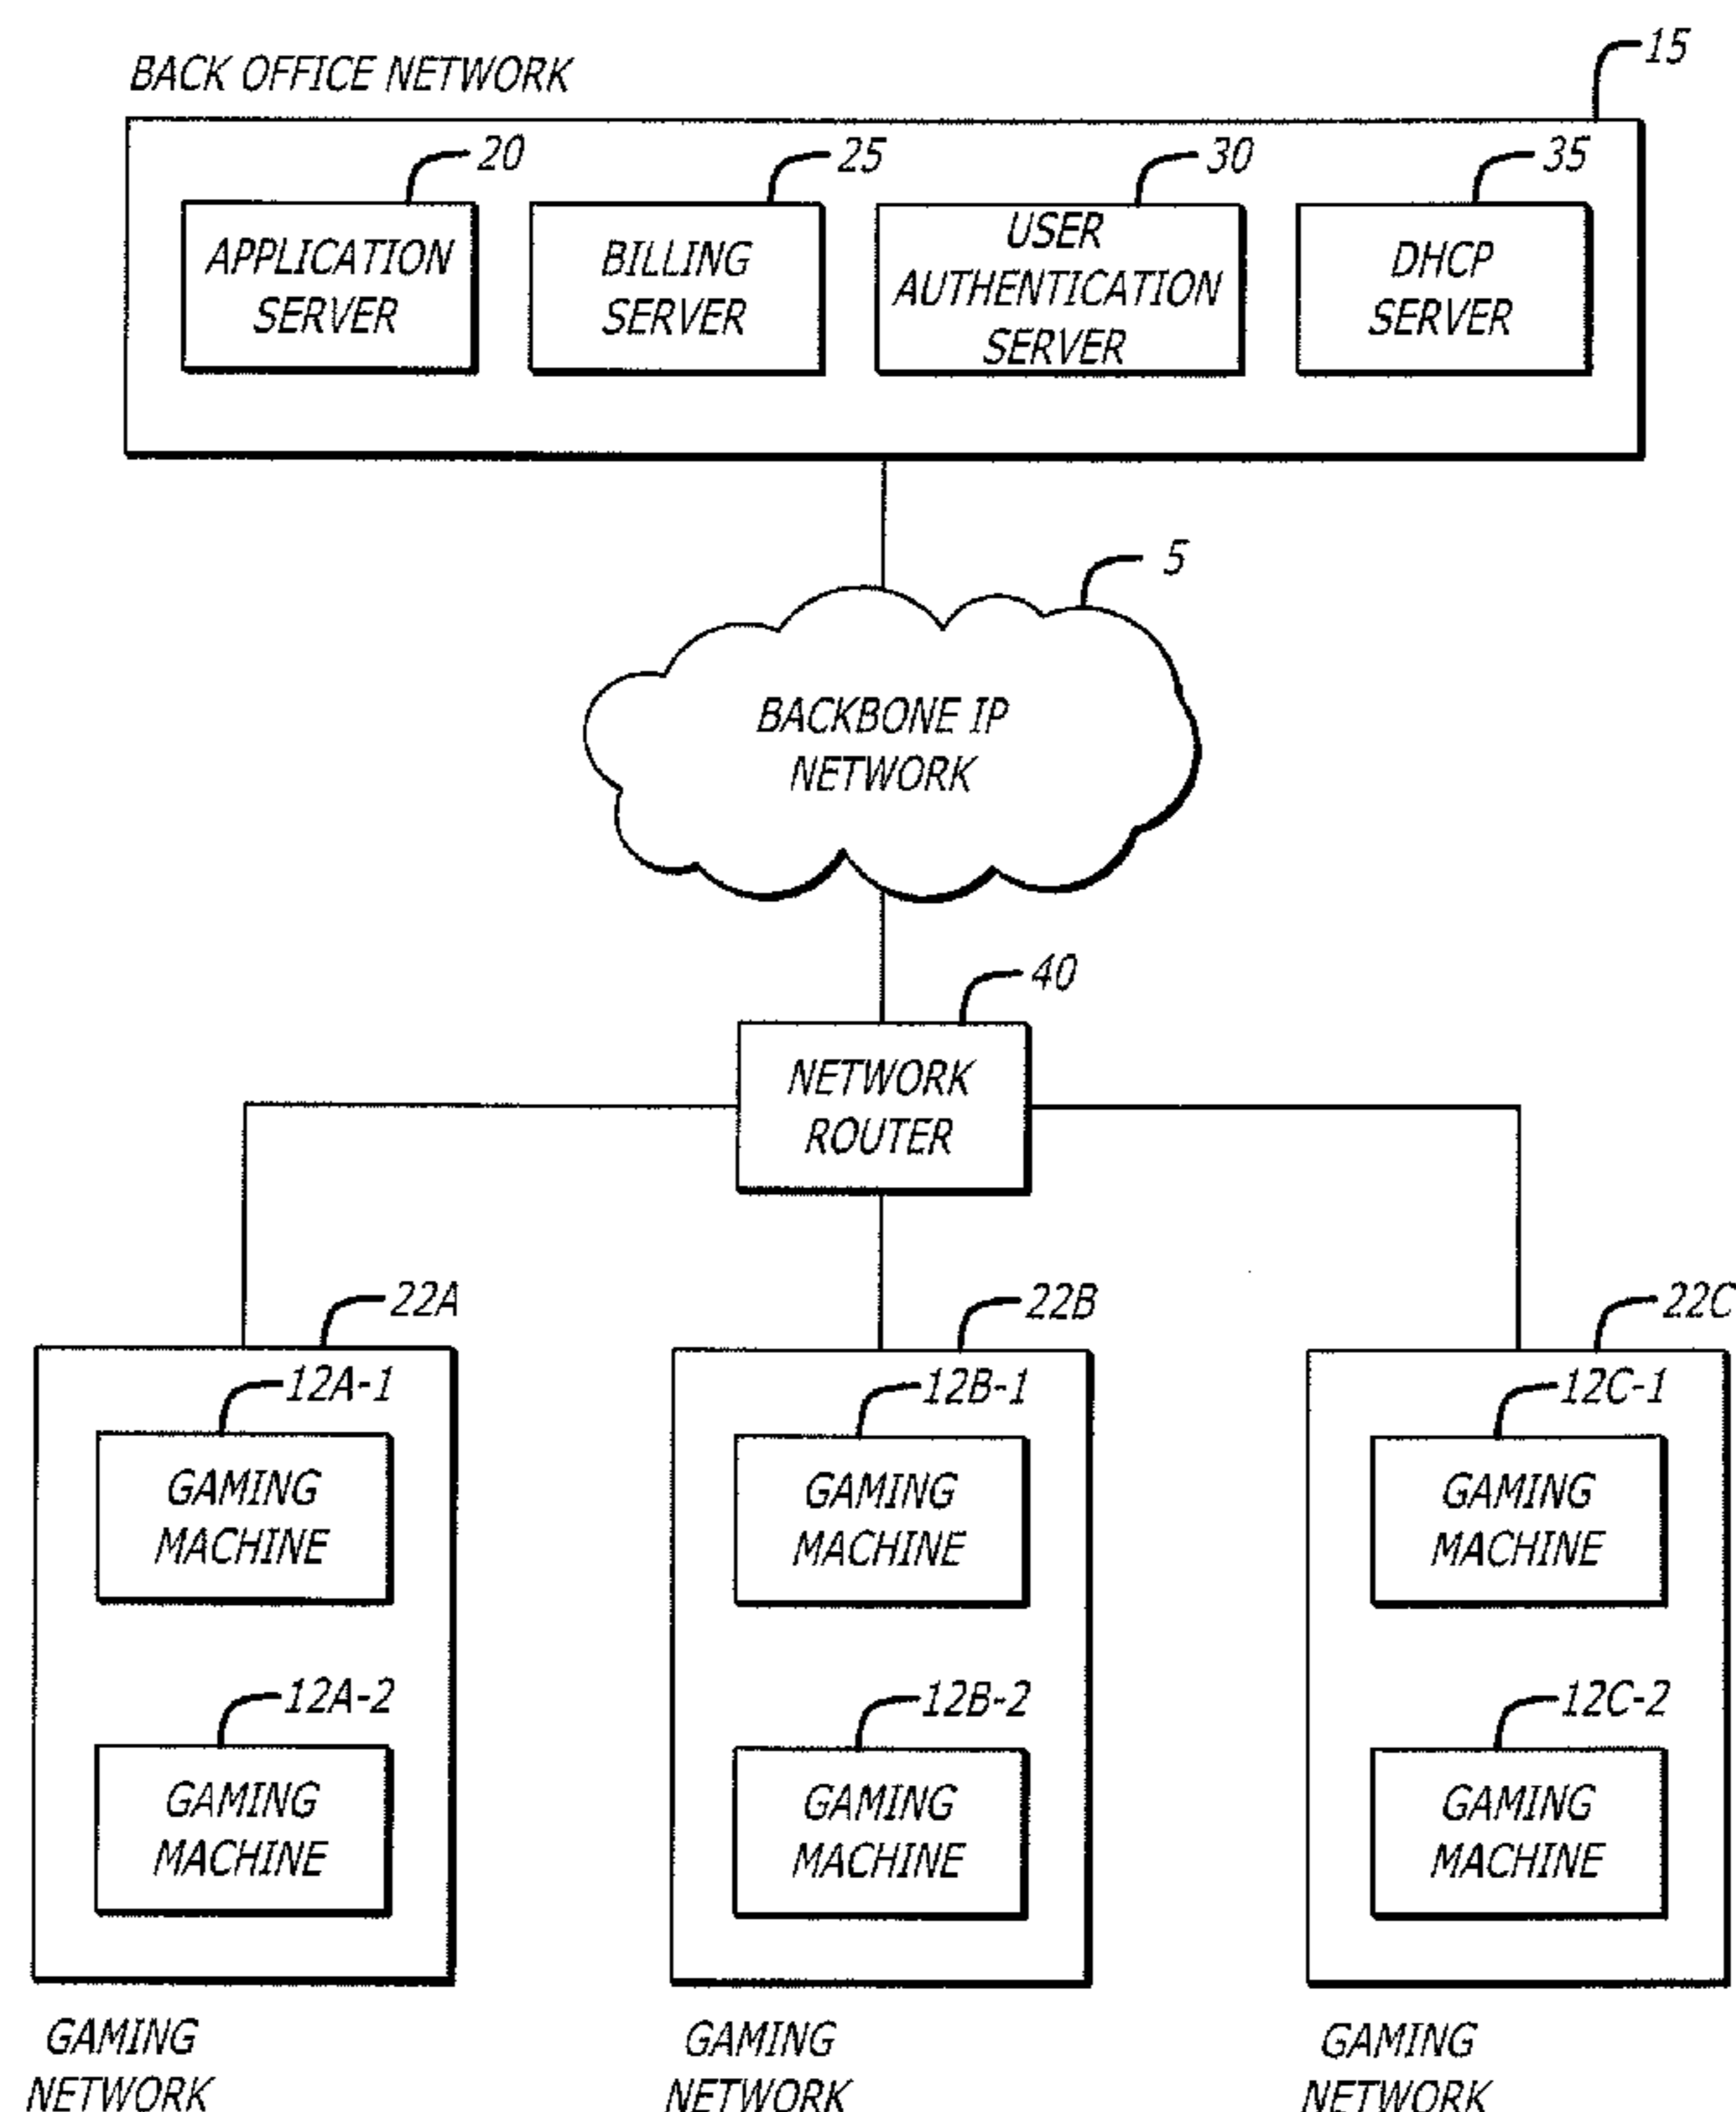 BACK OFFICE NETWORK
15
20
25
30
35
APPLICATION
SERVER
BILLING
SERVER
USER
AUTHENTICATION
SERVER
DHCP
SERVER
5
BACKBONE IP
NETWORK
40
NETWORK
ROUTER
22A
22B
22C
12A-1
12B-1
12C-1
GAMING
MACHINE
GAMING
MACHINE
GAMING
MACHINE
12A-2
12B-2
12C-2
GAMING
MACHINE
GAMING
MACHINE
GAMING
MACHINE
GAMING
NETWORK
GAMING
NETWORK
GAMING
NETWORK